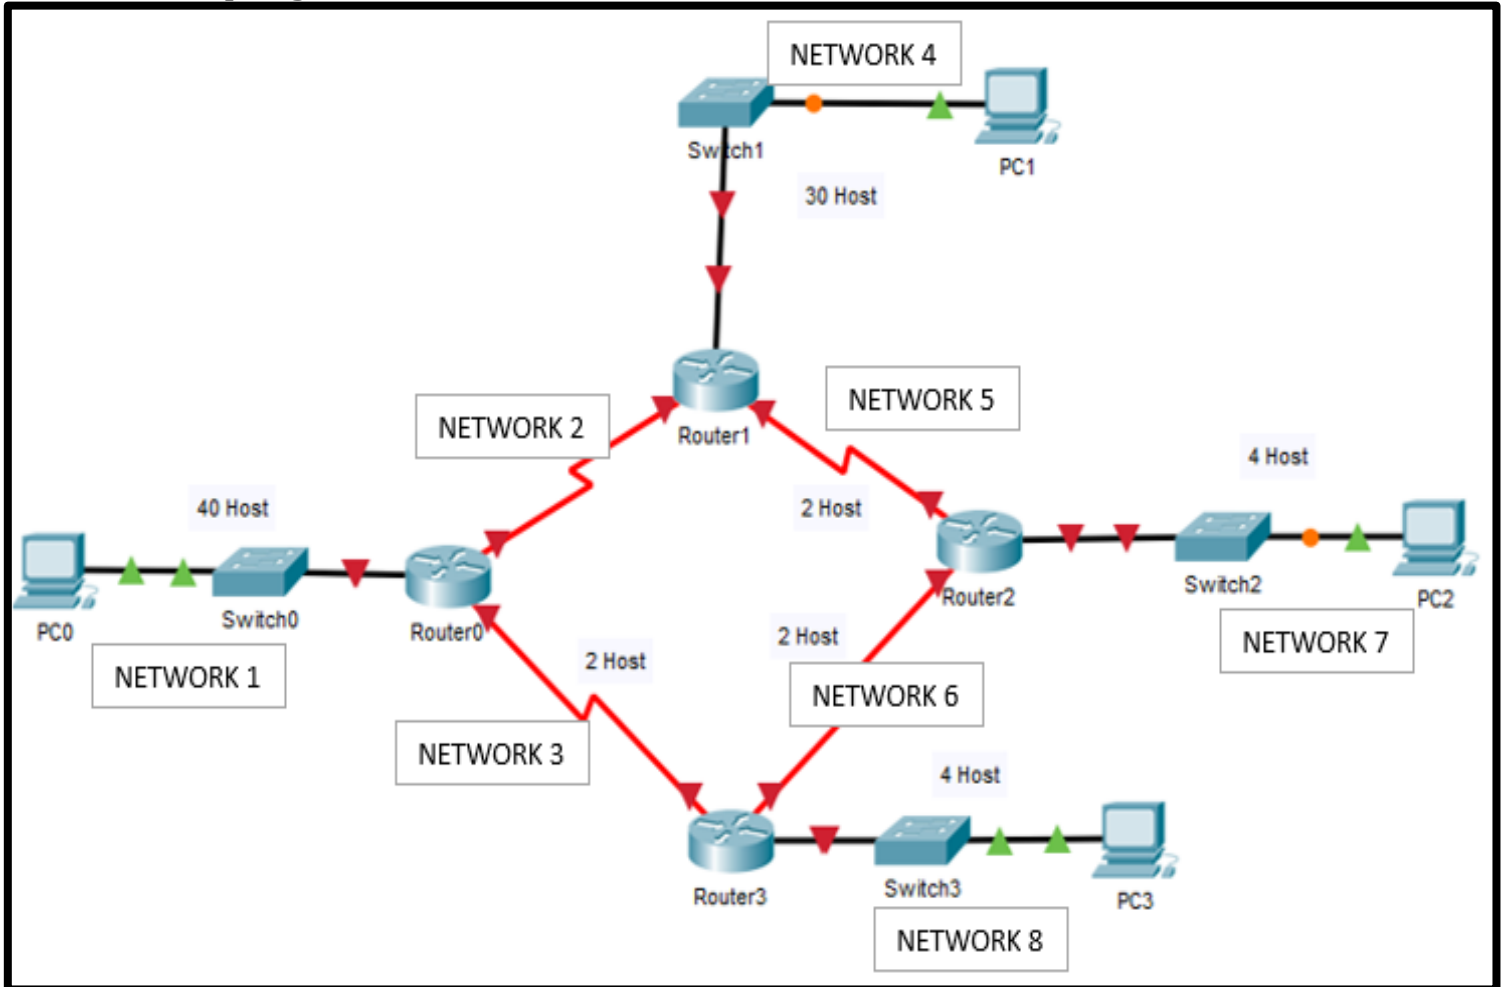 NETWORK 4
Switch1
PC1
30 Host
NETWORK 5
NETWORK 2
Router1
4 Host
40 Host
2 Host
Switch2
Router2
PC2
Switch0
PC0
Router0
2 Host
NETWORK 7
2 Host
NETWORK 1
NETWORK 6
NETWORK 3
4 Host
Switch3
Router3
PC3
NETWORK 8